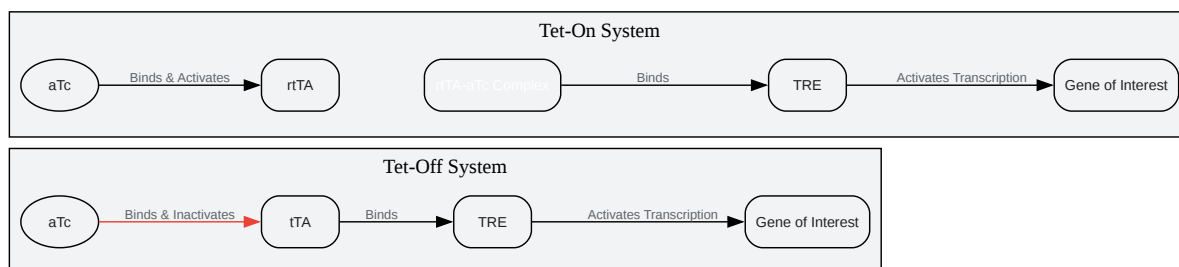 Tet-On System
aTc
Binds & Activates
rtTA
rtTA-aTc Complex
Binds
TRE
Activates Transcription
Gene of Interest
Tet-Off System
aTc
Binds & Inactivates
tTA
Binds
TRE
Activates Transcription
Gene of Interest